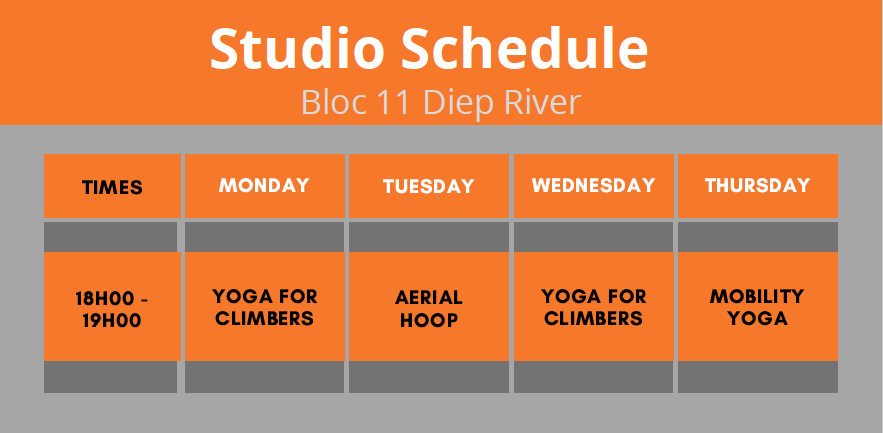 Studio Schedule
Bloc 11 Diep River
TIMES MONDAY TUESDAY WEDNESDAY THURSDAY
18H00 - YOGA FOR AERIAL YOGA FOR MOBILITY
19H00 CLIMBERS HOOP CLIMBERS YOGA